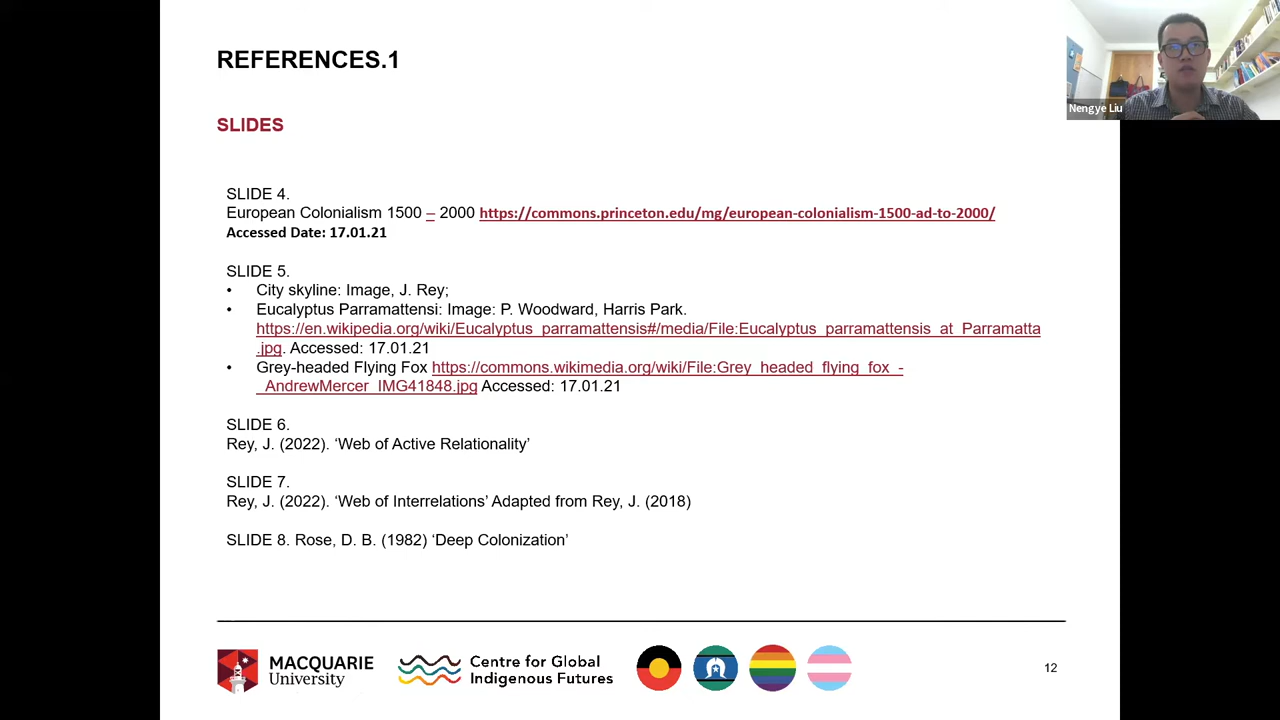 REFERENCES.1
Nengye Liu
SLIDES
SLIDE 4.
European Colonialism 1500 – 2000 https://commons.princeton.edu/mg/european-colonialism-1500-ad-to-2000/
Accessed Date: 17.01.21
SLIDE 5.
• City skyline: Image, J. Rey;
• Eucalyptus Parramattensi: Image: P. Woodward, Harris Park.
https://en.wikipedia.org/wiki/Eucalyptus_parramattensis#/media/File:Eucalyptus_parramattensis_at_Parramatta
.jpg. Accessed: 17.01.21
• Grey-headed Flying Fox https://commons.wikimedia.org/wiki/File:Grey_headed_flying_fox_-
_AndrewMercer_IMG41848.jpg Accessed: 17.01.21
SLIDE 6.
Rey, J. (2022). ‘Web of Active Relationality’
SLIDE 7.
Rey, J. (2022). ‘Web of Interrelations’ Adapted from Rey, J. (2018)
SLIDE 8. Rose, D. B. (1982) ‘Deep Colonization’
MACQUARIE
University
Centre for Global
Indigenous Futures
12